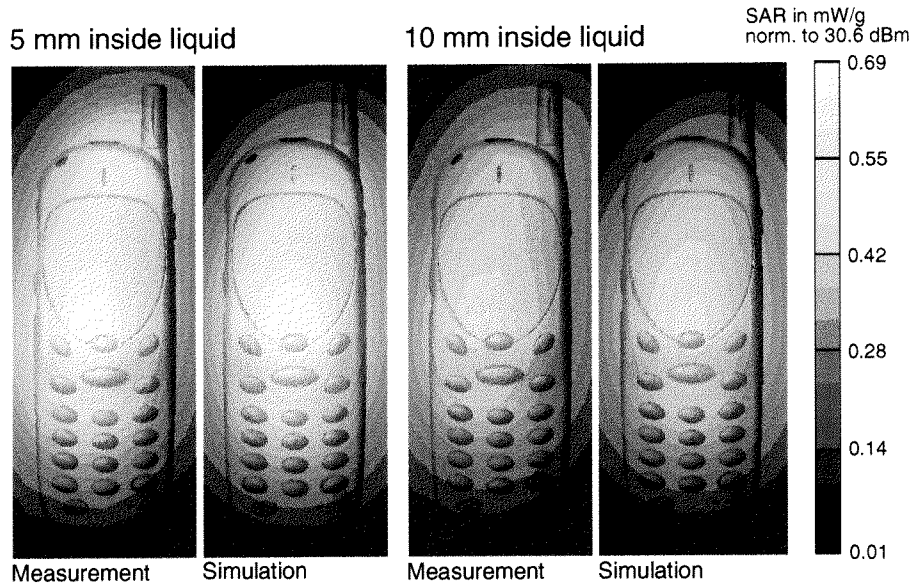 5 mm inside liquid
10 mm inside liquid
SAR in mW/g
norm. to 30.6 dBm
0.69
0.55
0.42
0.28
0.14
0.01
Measurement
Simulation
Measurement
Simulation